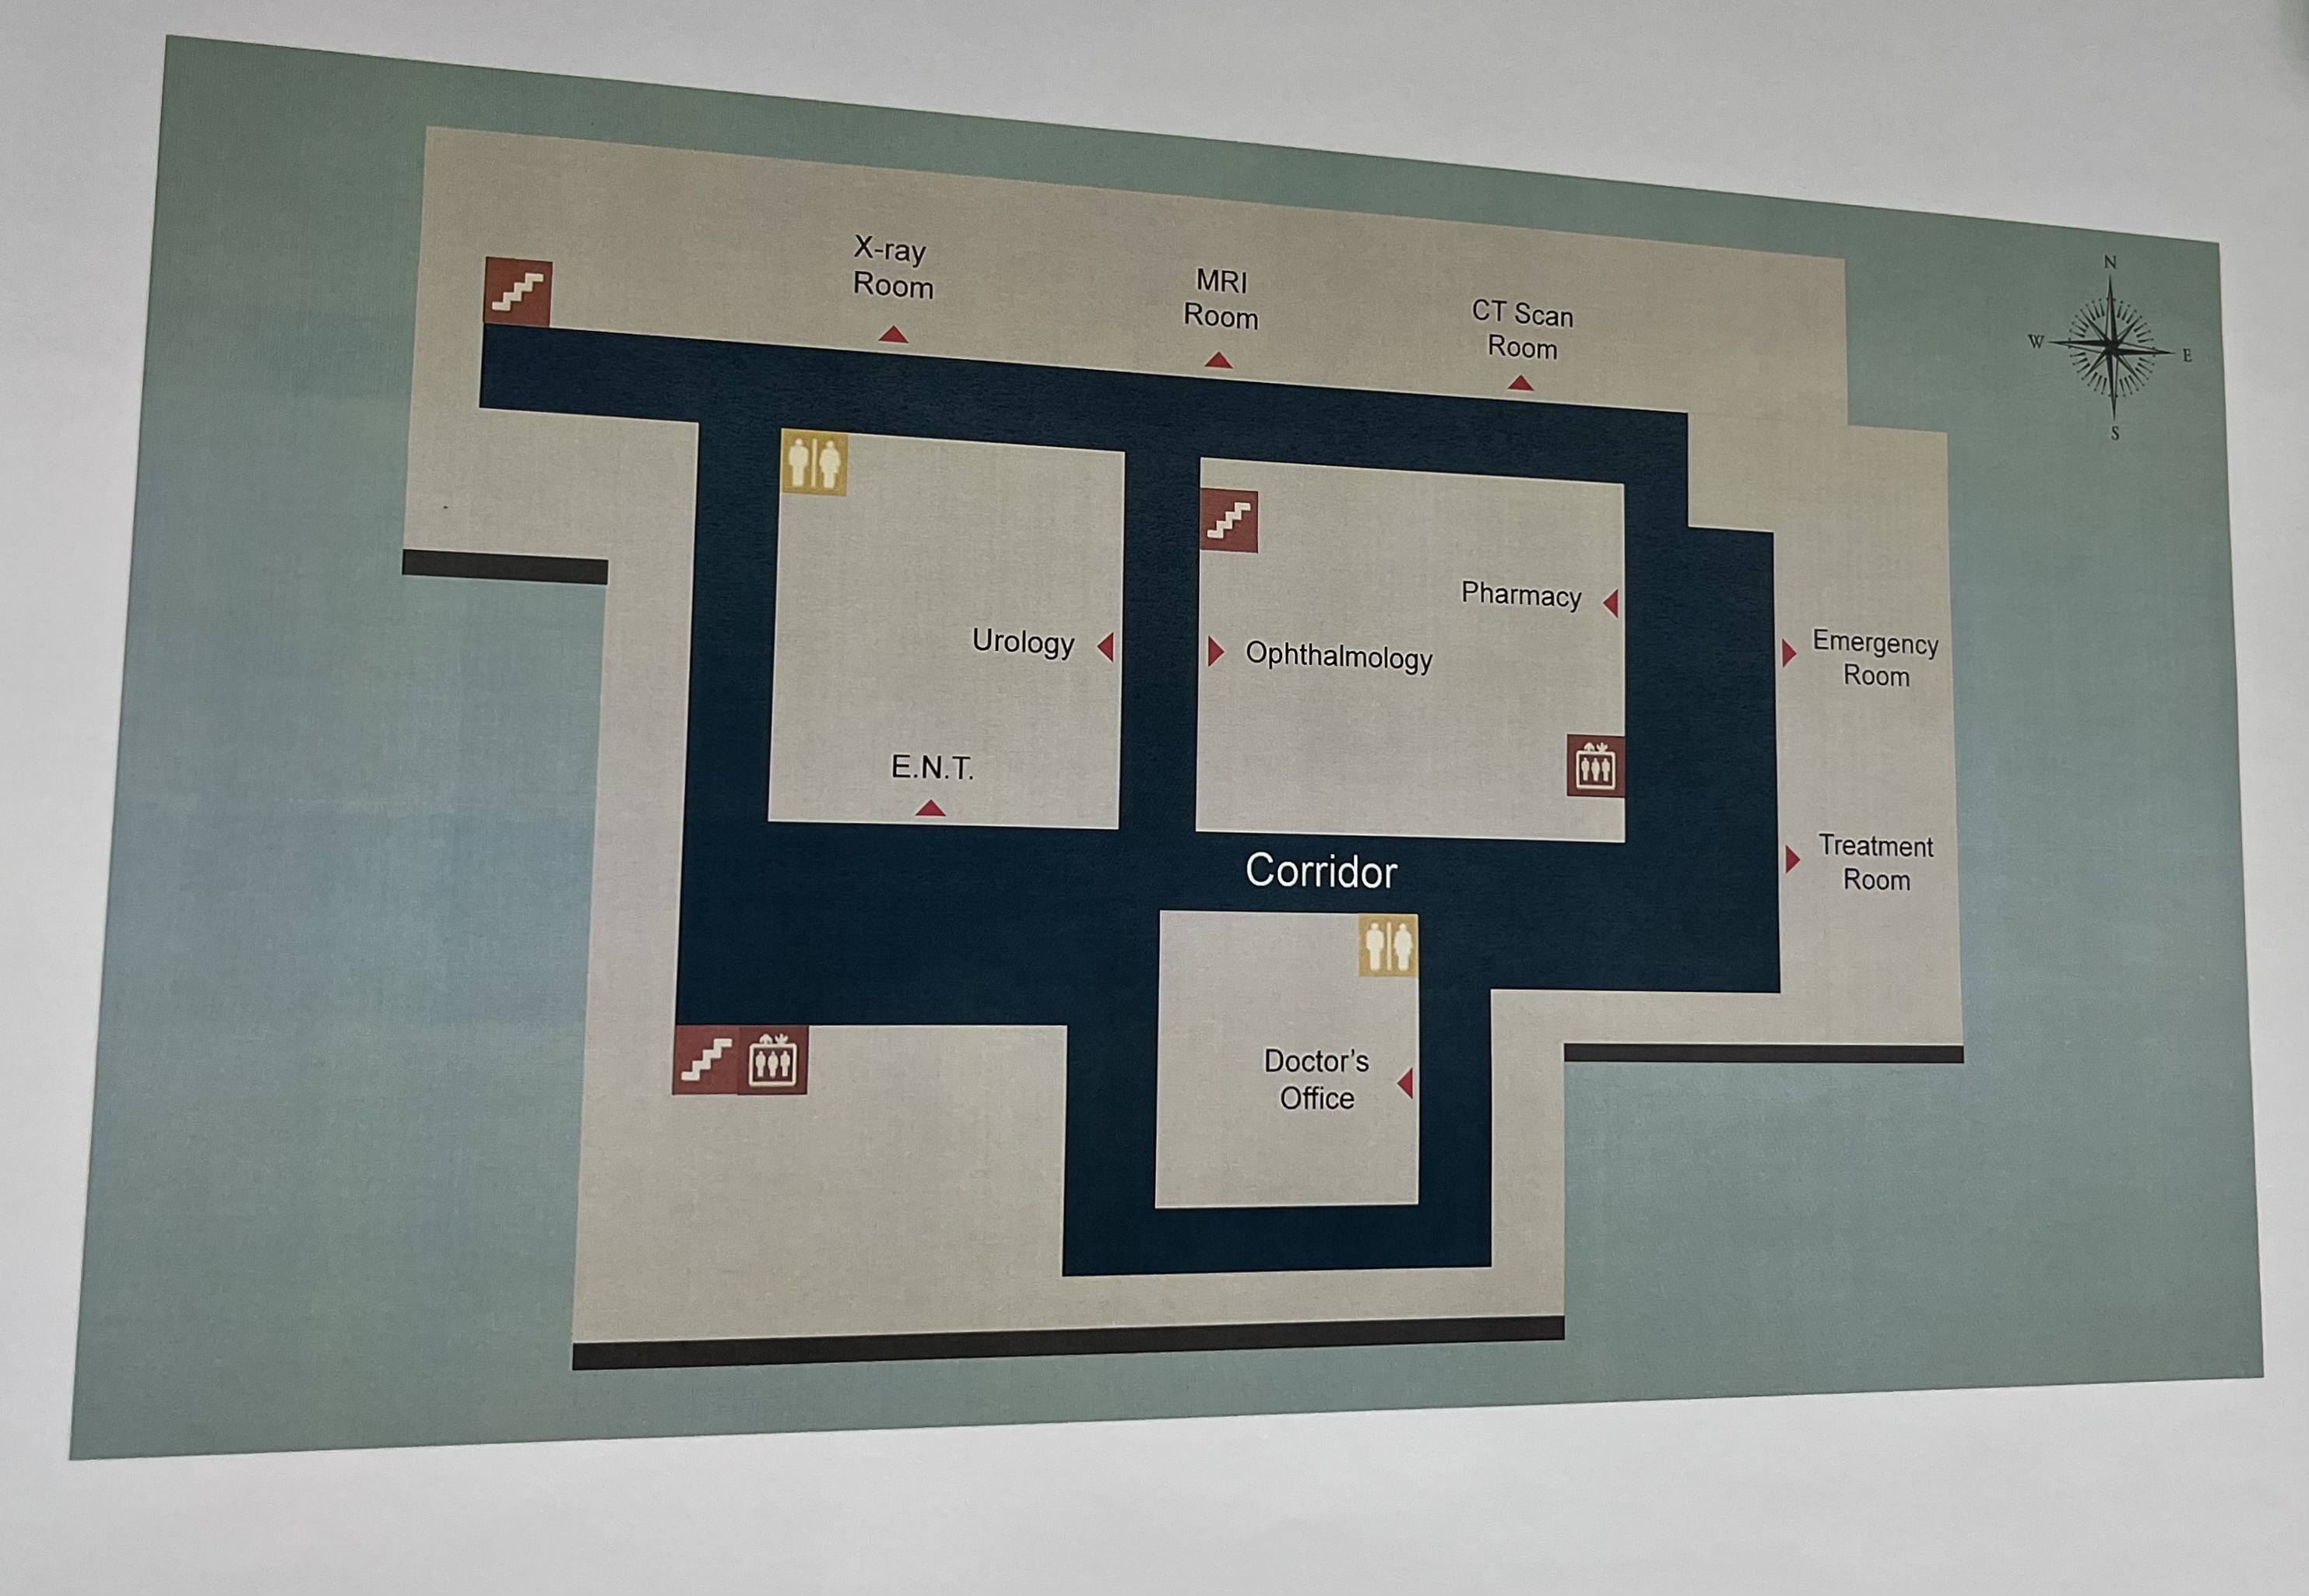 X-ray
Room
MRI
Room
CT Scan
Room
N
W
E
S
Pharmacy
Urology
Ophthalmology
Emergency
Room
E.N.T.
Corridor
Treatment
Room
Doctor's
Office